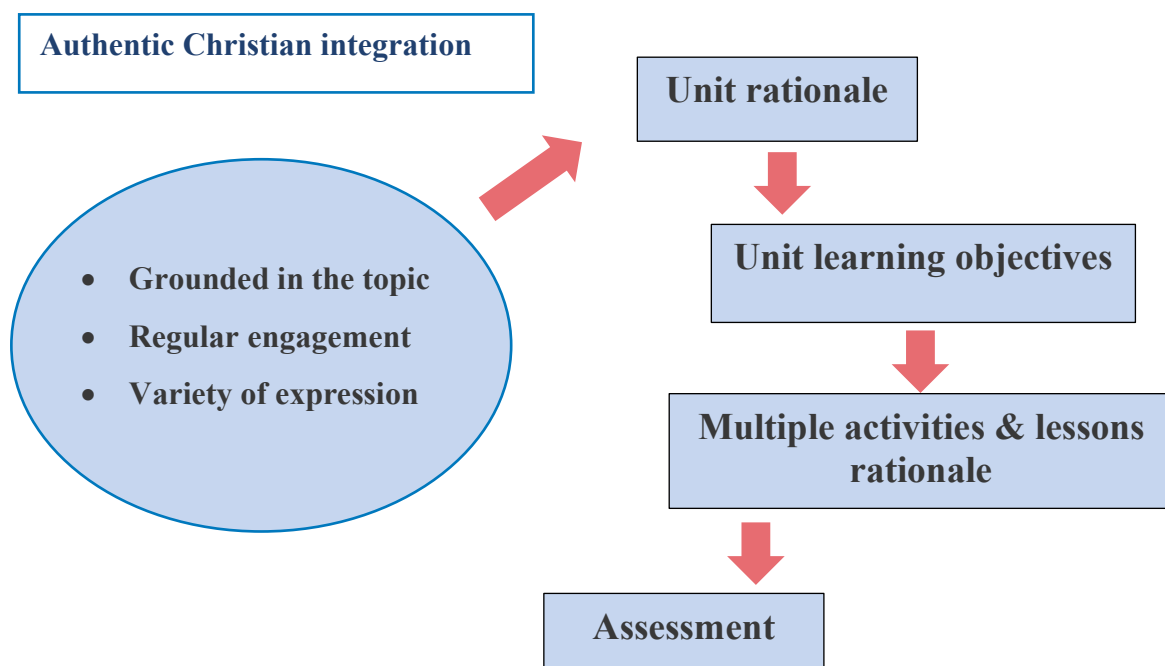 Authentic Christian integration
Unit rationale
• Grounded in the topic
• Regular engagement
• Variety of expression
Unit learning objectives
Multiple activities & lessons
rationale
Assessment